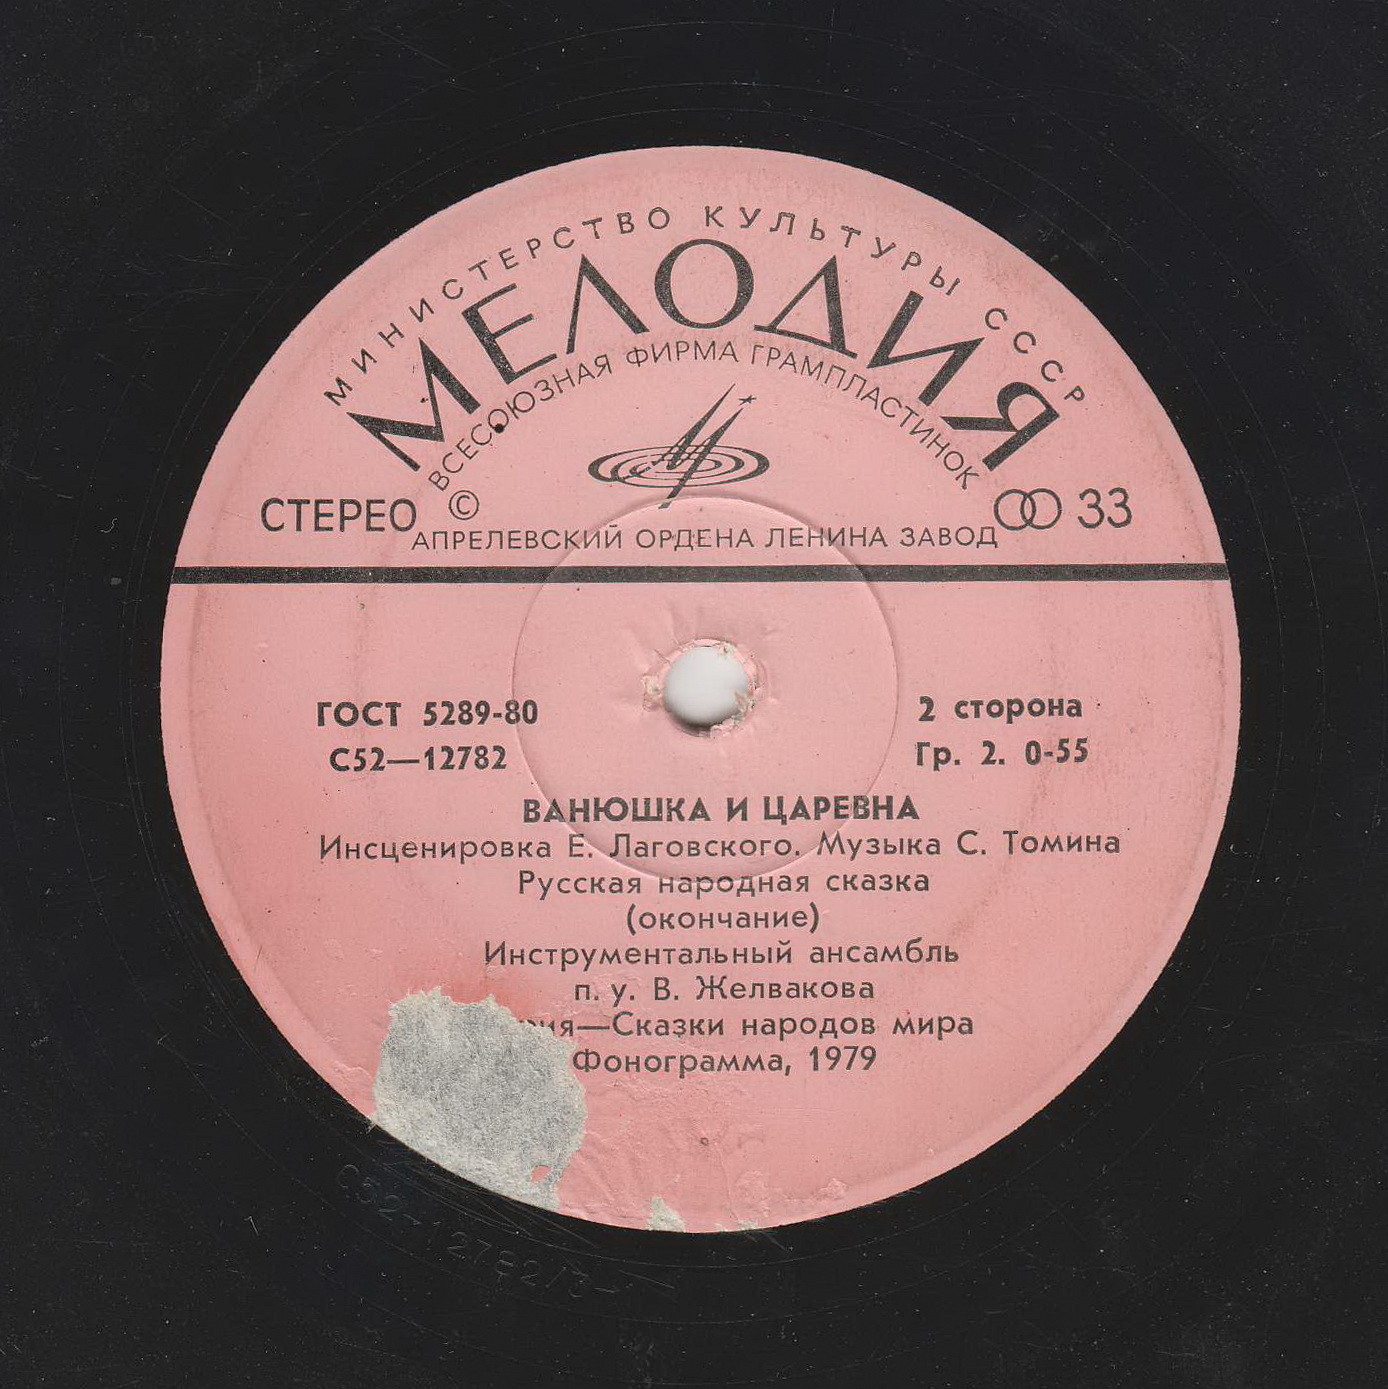 МИНИСТЕРСТВО КУЛЬТУРЫ СССР
МЕЛОДИЯ
ВСЕСОЮЗНАЯ ФИРМА ГРАМПЛАСТИНОК
СТЕРЕО © 33
АПРЕЛЕВСКИЙ ОРДЕНА ЛЕНИНА ЗАВОД
ГОСТ 5289-80
С52—12782
2 сторона
Гр. 2. 0-55
ВАНЮШКА И ЦАРЕВНА
Инсценировка Е. Лаговского. Музыка С. Томина
Русская народная сказка
(окончание)
Инструментальный ансамбль
п. у. В. Желвакова
—Сказки народов мира
Фонограмма, 1979